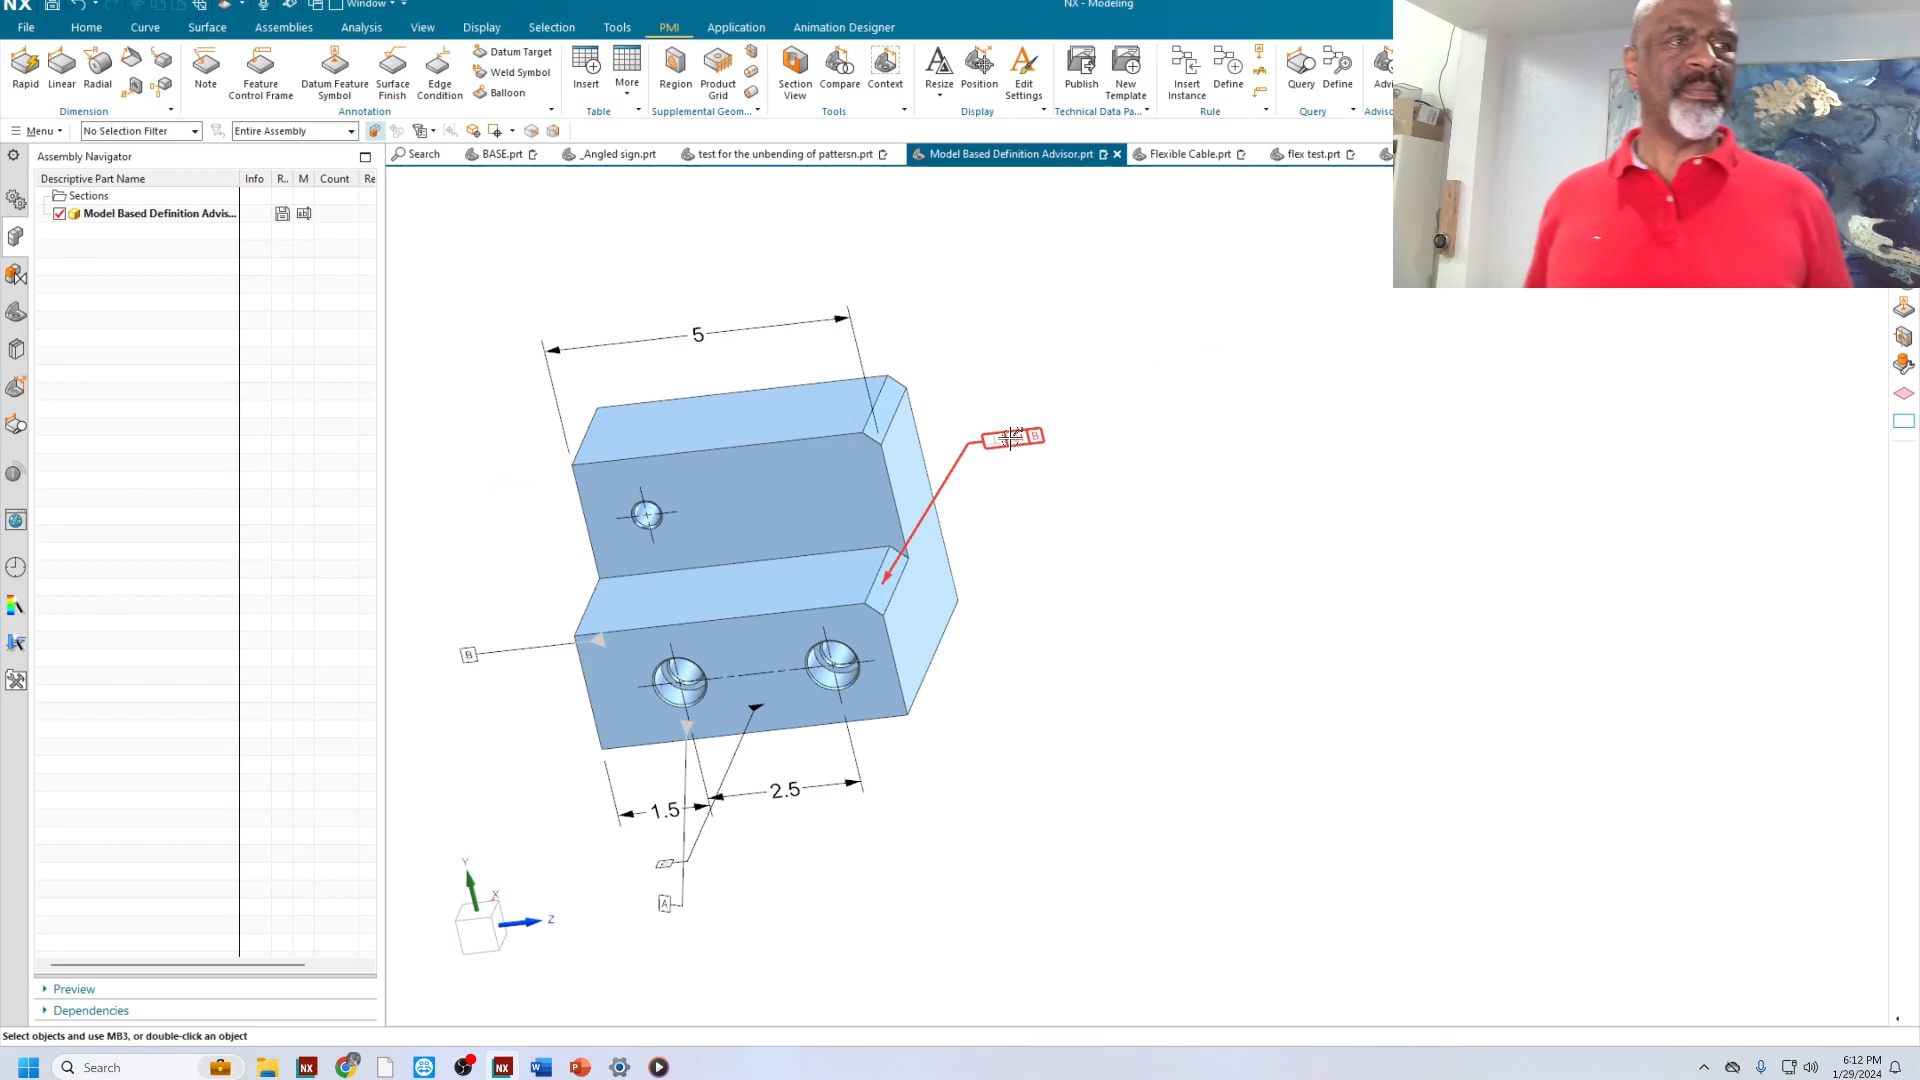 NX
Window
NX - Modeling
File Home Curve Surface Assemblies Analysis View Selection Tools Display PMI Application Animation Designer
Rapid Linear Radial
Dimension
Note Feature Control Frame Datum Feature Symbol Surface Finish Edge Condition
Datum Target
Weld Symbol
Balloon
Annotation
Insert More
Table
Region Product Grid
Supplemental Geom...
Section View Compare Context
Tools
Resize Position Edit Settings
Display
Publish New Template
Technical Data Pa...
Insert Instance Define
Rule
Query Define
Query
Advi
Adviso
Menu No Selection Filter Entire Assembly
Assembly Navigator
Search BASE.prt _Angled sign.prt test for the unbending of pattersn.prt Model Based Definition Advisor.prt Flexible Cable.prt flex test.prt
Descriptive Part Name Info R.. M Count Re
Sections
Model Based Definition Advis...
5
B
B
2.5
1.5
A
Y
X
Z
Preview
Dependencies
Select objects and use MB3, or double-click an object
Search
6:12 PM
1/29/2024